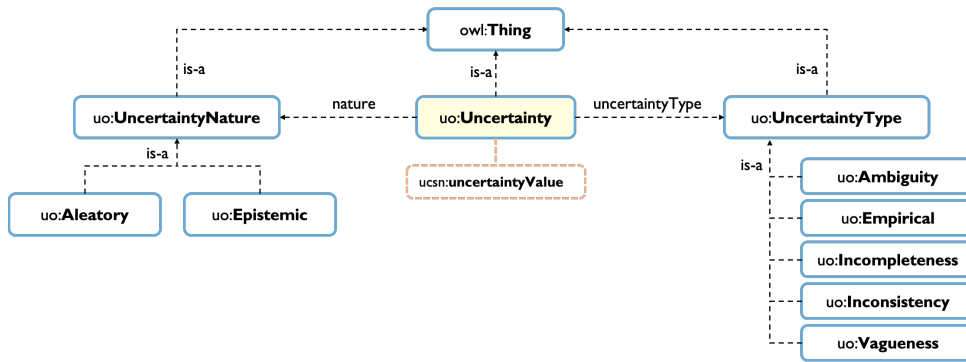 owl:Thing
is-a
is-a
is-a
uo:UncertaintyNature
nature
uo:Uncertainty
uncertaintyType
uo:UncertaintyType
is-a
is-a
ucsn:uncertaintyValue
uo:Ambiguity
uo:Aleatory
uo:Epistemic
uo:Empirical
uo:Incompleteness
uo:Inconsistency
uo:Vagueness